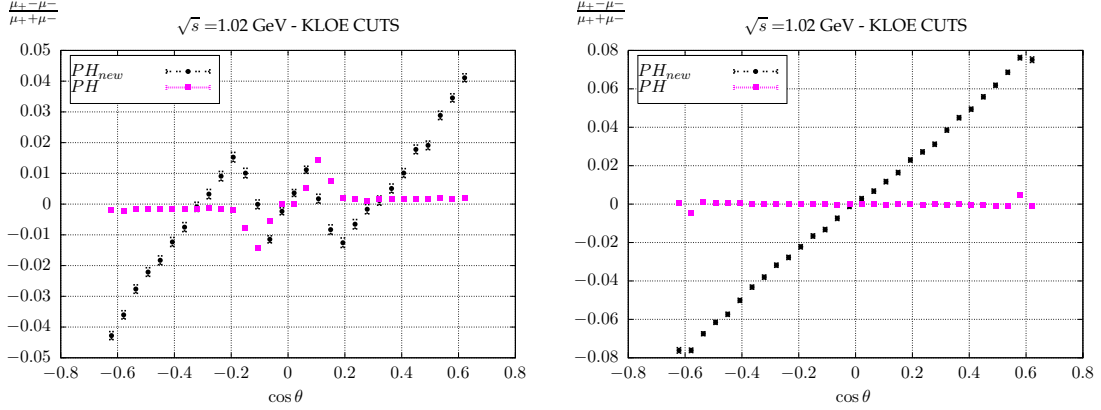 μ+−μ−
μ++μ−
√s =1.02 GeV - KLOE CUTS
0.05
0.04
0.03
0.02
0.01
0
−0.01
−0.02
−0.03
−0.04
−0.05
PHnew
PH
−0.8 −0.6 −0.4 −0.2 0 0.2 0.4 0.6 0.8
cos θ
μ+−μ−
μ++μ−
√s =1.02 GeV - KLOE CUTS
0.08
0.06
0.04
0.02
0
−0.02
−0.04
−0.06
−0.08
PHnew
PH
−0.8 −0.6 −0.4 −0.2 0 0.2 0.4 0.6 0.8
cos θ